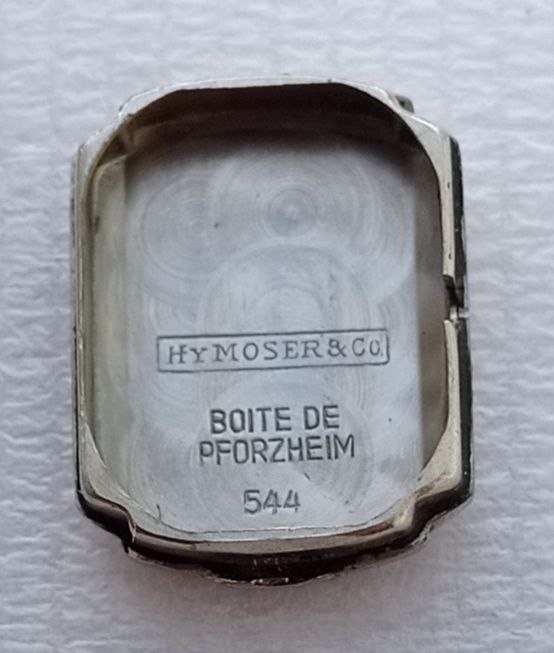 HY MOSER & CO.
BOITE DE
PFORZHEIM
544